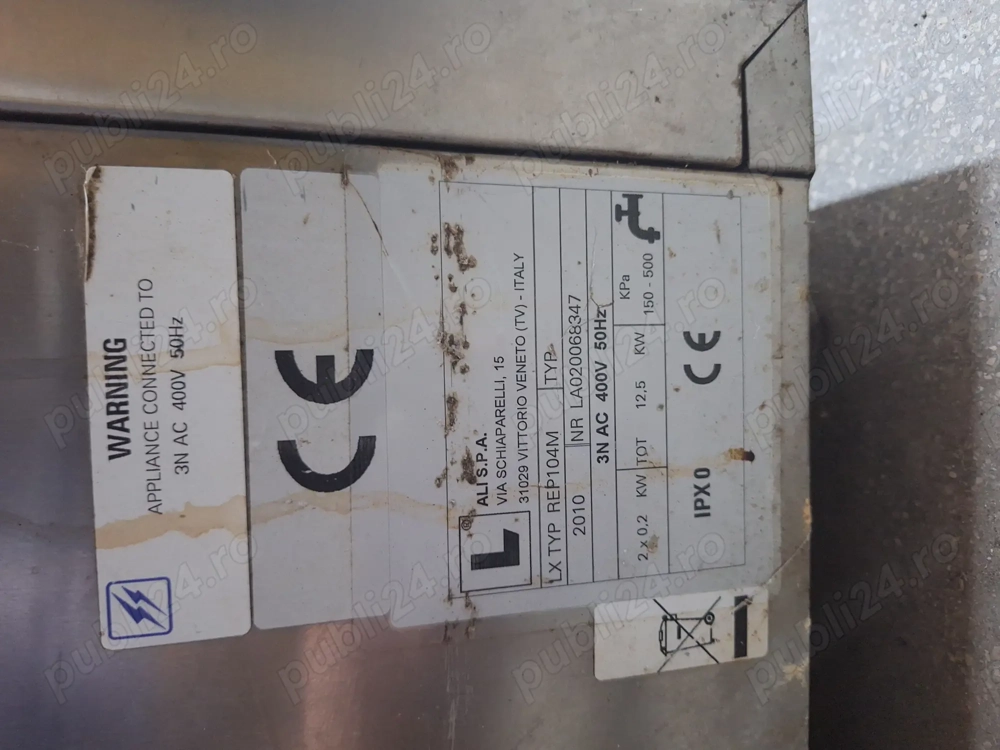 WARNING
APPLIANCE CONNECTED TO
3N AC 400V 50Hz
CE
L®
ALI S.P.A.
VIA SCHIAPARELLI, 15
31029 VITTORIO VENETO (TV) - ITALY
LX TYP REP104M TYP
2010 NR LA020068347
3N AC 400V 50Hz
2 x 0,2 KW TOT 12,5 KW KPa
150 - 500
IPX 0 CE
publi24.ro